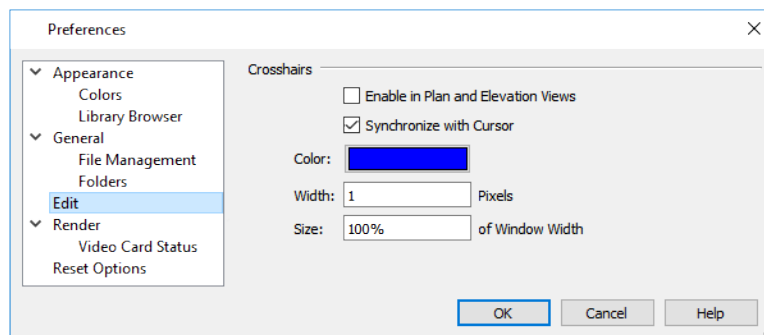 Preferences
Appearance
Colors
Library Browser
General
File Management
Folders
Edit
Render
Video Card Status
Reset Options
Crosshairs
Enable in Plan and Elevation Views
Synchronize with Cursor
Color:
Width: 1 Pixels
Size: 100% of Window Width
OK Cancel Help